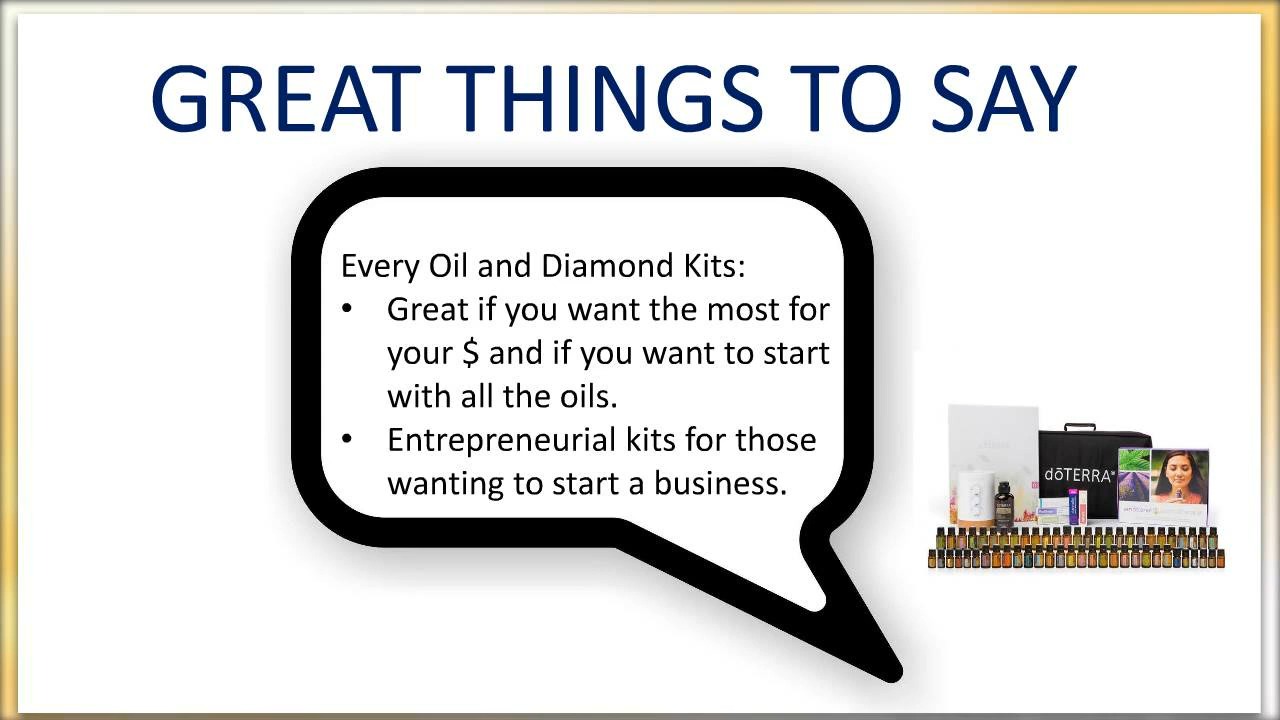 GREAT THINGS TO SAY
Every Oil and Diamond Kits:
• Great if you want the most for
your $ and if you want to start
with all the oils.
• Entrepreneurial kits for those
wanting to start a business.
dōTERRA